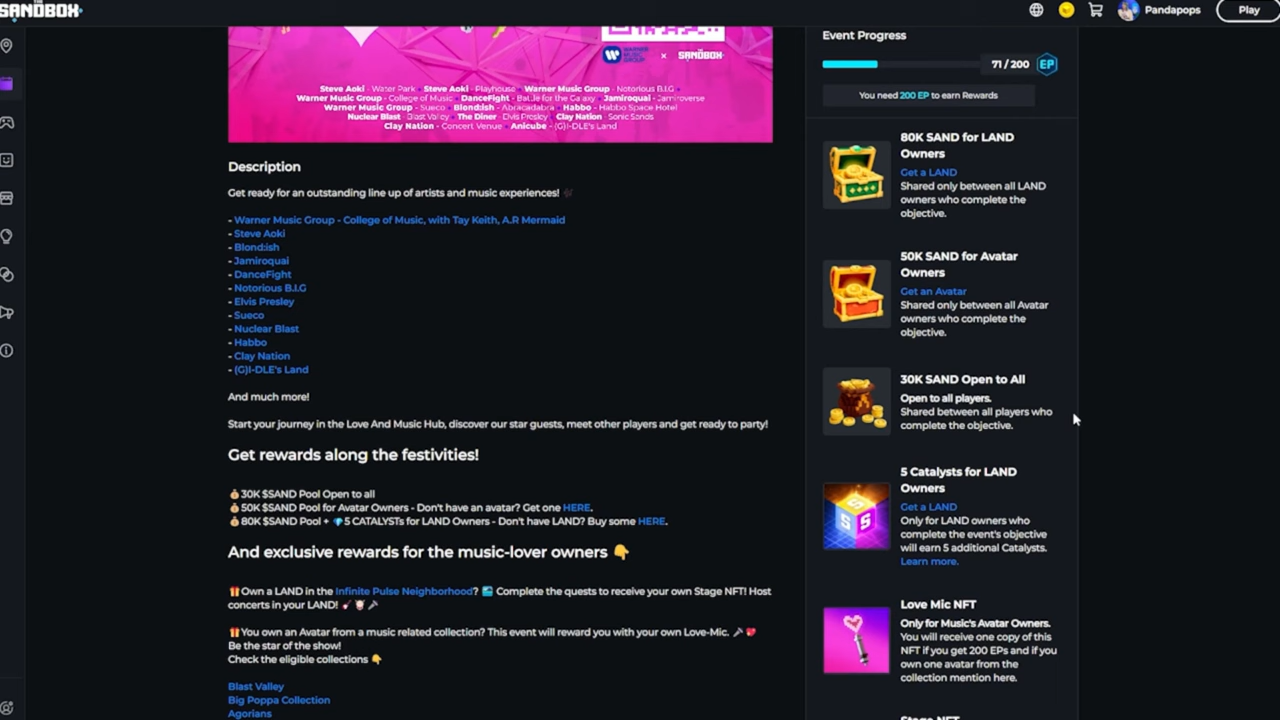 THE
SANDBOX
Pandapops
Play
WARNER MUSIC GROUP x SANDBOX
Steve Aoki - Water Park • Steve Aoki - Playhouse • Warner Music Group - Notorious B.I.G •
Warner Music Group - College of Music • DanceFight - Battle for the Galaxy • Jamiroquai - Jamiroverse
Warner Music Group - Sueco • Blond:ish - Abracadabra • Habbo - Habbo Space Hotel
Nuclear Blast - Blast Valley • The Diner - Elvis Presley • Clay Nation - Sonic Sands
Clay Nation - Concert Venue • Anicube - (G)I-DLE's Land
Description
Get ready for an outstanding line up of artists and music experiences!
- Warner Music Group - College of Music, with Tay Keith, A.R Mermaid
- Steve Aoki
- Blond:ish
- Jamiroquai
- DanceFight
- Notorious B.I.G
- Elvis Presley
- Sueco
- Nuclear Blast
- Habbo
- Clay Nation
- (G)I-DLE's Land
And much more!
Start your journey in the Love And Music Hub, discover our star guests, meet other players and get ready to party!
Get rewards along the festivities!
💰30K $SAND Pool Open to all
💰50K $SAND Pool for Avatar Owners - Don't have an avatar? Get one HERE.
💰80K $SAND Pool + 💎5 CATALYSTs for LAND Owners - Don't have LAND? Buy some HERE.
And exclusive rewards for the music-lover owners 👇
🎁Own a LAND in the Infinite Pulse Neighborhood? Complete the quests to receive your own Stage NFT! Host
concerts in your LAND!
🎁You own an Avatar from a music related collection? This event will reward you with your own Love-Mic. 🎤💖
Be the star of the show!
Check the eligible collections 👇
Blast Valley
Big Poppa Collection
Agorians
Event Progress
71 / 200 EP
You need 200 EP to earn Rewards
80K SAND for LAND
Owners
Get a LAND
Shared only between all LAND
owners who complete the
objective.
50K SAND for Avatar
Owners
Get an Avatar
Shared only between all Avatar
owners who complete the
objective.
30K SAND Open to All
Open to all players.
Shared between all players who
complete the objective.
5 Catalysts for LAND
Owners
Get a LAND
Only for LAND owners who
complete the event's objective
will earn 5 additional Catalysts.
Learn more.
Love Mic NFT
Only for Music's Avatar Owners.
You will receive one copy of this
NFT if you get 200 EPs and if you
own one avatar from the
collection mention here.
Stage NFT